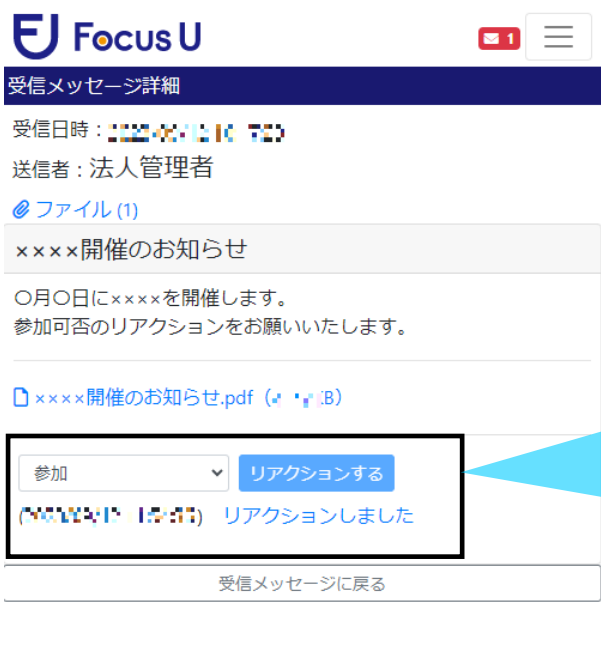 Focus U
1
受信メッセージ詳細
受信日時：
送信者：法人管理者
ファイル (1)
××××開催のお知らせ
〇月〇日に××××を開催します。
参加可否のリアクションをお願いいたします。
××××開催のお知らせ.pdf（ KB）
参加 リアクションする
( ) リアクションしました
受信メッセージに戻る